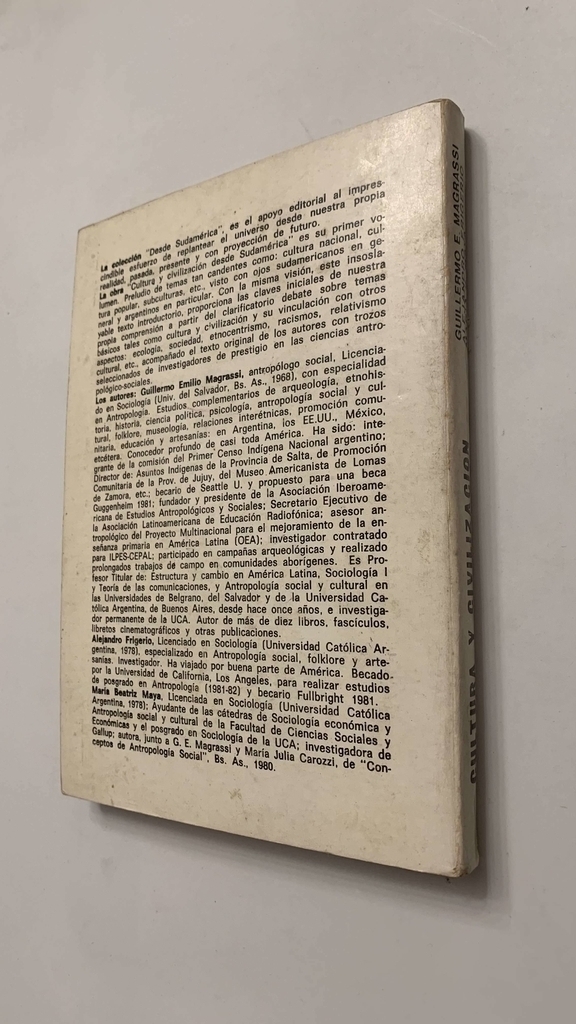 La colección "Desde Sudamérica", es el apoyo editorial al impres-
cindible esfuerzo de replantear el universo desde nuestra propia
realidad, pasada, presente y con proyección de futuro.
La obra "Cultura y civilización desde Sudamérica" es su primer vo-
lumen. Preludio de temas tan candentes como: cultura nacional, cul-
tura popular, subculturas, etc., visto con ojos sudamericanos en ge-
neral y argentinos en particular. Con la misma visión, este insosla-
yable texto introductorio, proporciona las claves iniciales de nuestra
propia comprensión a partir del clarificatorio debate sobre temas
básicos tales como cultura y civilización y su vinculación con otros
aspectos: ecología, sociedad, etnocentrismo, racismos, relativismo
cultural, etc., acompañado el texto original de los autores con trozos
seleccionados de investigadores de prestigio en las ciencias antro-
pológico-sociales.
Los autores: Guillermo Emilio Magrassi, antropólogo social, Licencia-
do en Sociología (Univ. del Salvador, Bs. As., 1968), con especialidad
en Antropología. Estudios complementarios de arqueología, etnohis-
toria, historia, ciencia política, psicología, antropología social y cul-
tural, folklore, museología, relaciones interétnicas, promoción comu-
nitaria, educación y artesanías: en Argentina, los EE.UU., México,
etcétera. Conocedor profundo de casi toda América. Ha sido: inte-
grante de la comisión del Primer Censo Indígena Nacional argentino;
Director de: Asuntos Indígenas de la Provincia de Salta, de Promoción
Comunitaria de la Prov. de Jujuy, del Museo Americanista de Lomas
de Zamora, etc.; becario de Seattle U. y propuesto para una beca
Guggenheim 1981; fundador y presidente de la Asociación Iberoame-
ricana de Estudios Antropológicos y Sociales; Secretario Ejecutivo de
la Asociación Latinoamericana de Educación Radiofónica; asesor an-
tropológico del Proyecto Multinacional para el mejoramiento de la en-
señanza primaria en América Latina (OEA); investigador contratado
para ILPES-CEPAL; participado en campañas arqueológicas y realizado
prolongados trabajos de campo en comunidades aborígenes. Es Pro-
fesor Titular de: Estructura y cambio en América Latina, Sociología I
y Teoría de las comunicaciones, y Antropología social y cultural en
las Universidades de Belgrano, del Salvador y de la Universidad Ca-
tólica Argentina, de Buenos Aires, desde hace once años, e investiga-
dor permanente de la UCA. Autor de más de diez libros, fascículos,
libretos cinematográficos y otras publicaciones.
Alejandro Frigerio, Licenciado en Sociología (Universidad Católica Ar-
gentina, 1978), especializado en Antropología social, folklore y arte-
sanías. Investigador. Ha viajado por buena parte de América. Becado
por la Universidad de California, Los Angeles, para realizar estudios
de posgrado en Antropología (1981-82) y becario Fullbright 1981.
María Beatriz Maya, Licenciada en Sociología (Universidad Católica
Argentina, 1978); Ayudante de las cátedras de Sociología económica y
Antropología social y cultural de la Facultad de Ciencias Sociales y
Económicas y el posgrado en Sociología de la UCA; investigadora de
Gallup; autora, junto a G. E. Magrassi y María Julia Carozzi, de "Con-
ceptos de Antropología Social", Bs. As., 1980.
GUILLERMO E. MAGRASSI
CULTURA Y CIVILIZACION